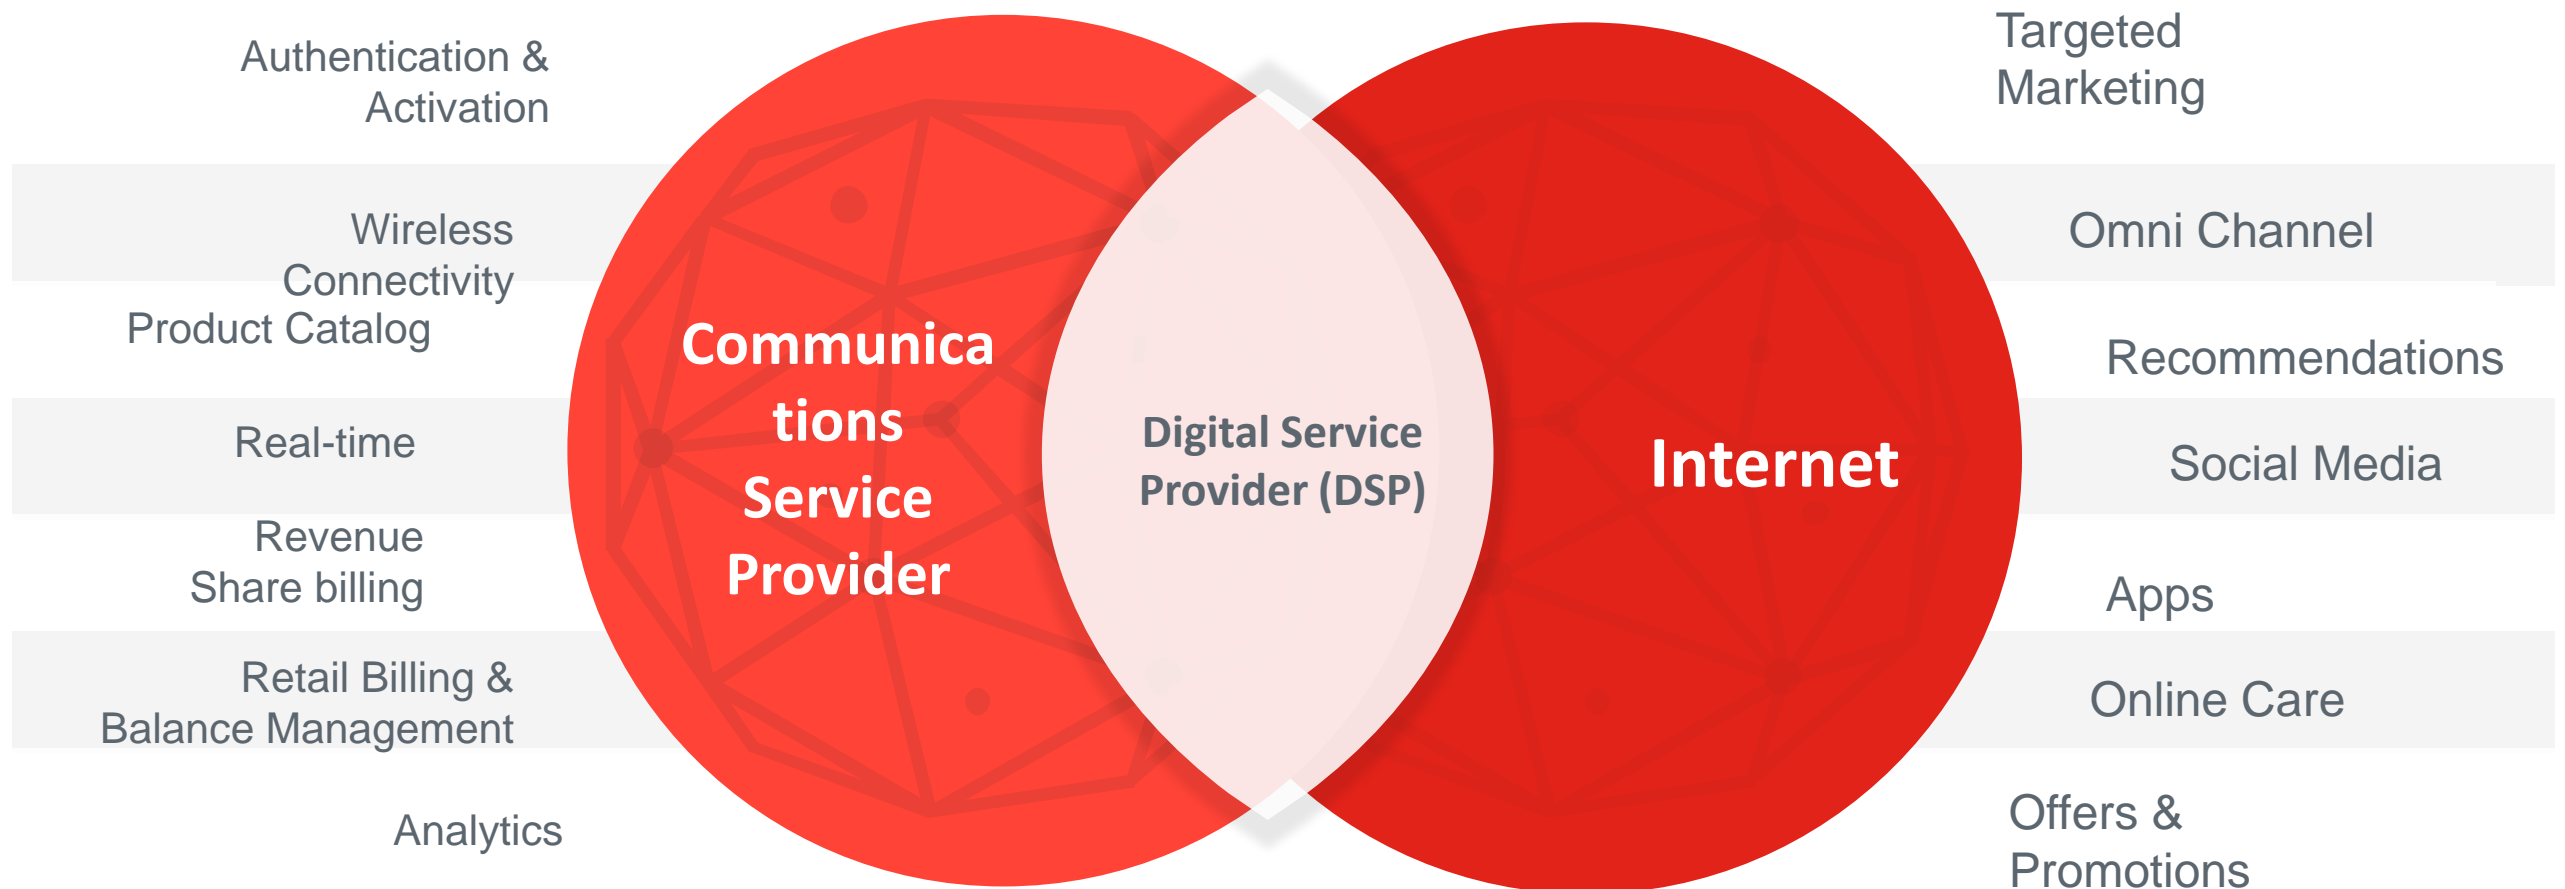 Authentication &
Activation
Wireless
Connectivity
Product Catalog
Real-time
Revenue
Share billing
Retail Billing &
Balance Management
Analytics
Communica
tions
Service
Provider
Digital Service
Provider (DSP)
Internet
Targeted
Marketing
Omni Channel
Recommendations
Social Media
Apps
Online Care
Offers &
Promotions